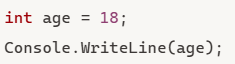 int age = 18;
Console.WriteLine(age);